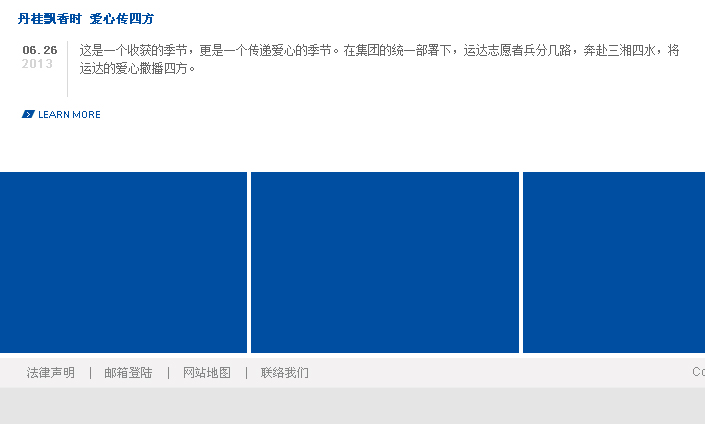 丹桂飘香时 爱心传四方
06.26
2013
这是一个收获的季节，更是一个传递爱心的季节。在集团的统一部署下，运达志愿者兵分几路，奔赴三湘四水，将
运达的爱心撒播四方。
LEARN MORE
法律声明 | 邮箱登陆 | 网站地图 | 联络我们